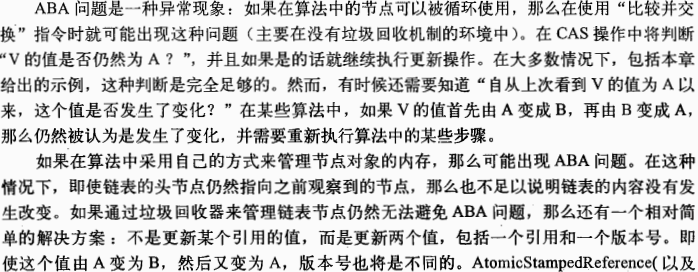 ABA 问题是一种异常现象：如果在算法中的节点可以被循环使用，那么在使用“比较并交
换”指令时就可能出现这种问题（主要在没有垃圾回收机制的环境中）。在 CAS 操作中将判断
“V 的值是否仍然为 A？”，并且如果是的话就继续执行更新操作。在大多数情况下，包括本章
给出的示例，这种判断是完全足够的。然而，有时候还需要知道“自从上次看到 V 的值为 A 以
来，这个值是否发生了变化？”在某些算法中，如果 V 的值首先由 A 变成 B，再由 B 变成 A，
那么仍然被认为是发生了变化，并需要重新执行算法中的某些步骤。
如果在算法中采用自己的方式来管理节点对象的内存，那么可能出现 ABA 问题。在这种
情况下，即使链表的头节点仍然指向之前观察到的节点，那么也不足以说明链表的内容没有发
生改变。如果通过垃圾回收器来管理链表节点仍然无法避免 ABA 问题，那么还有一个相对简
单的解决方案：不是更新某个引用的值，而是更新两个值，包括一个引用和一个版本号。即
使这个值由 A 变为 B，然后又变为 A，版本号也将是不同的。AtomicStampedReference( 以及